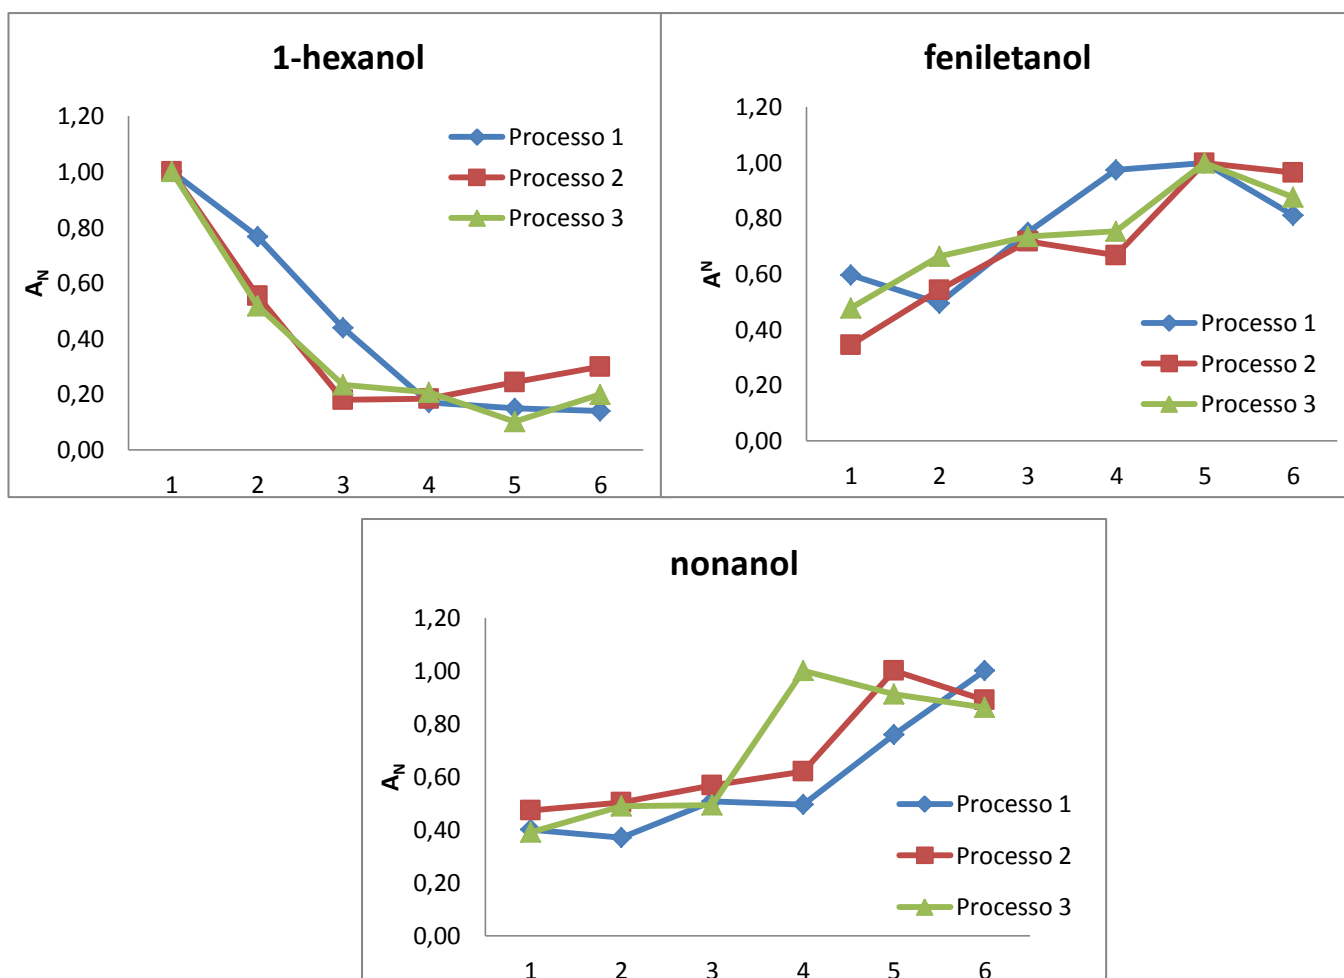 1-hexanol
1,20
1,00
0,80
0,60
0,40
0,20
0,00
A_N
1 2 3 4 5 6
Processo 1
Processo 2
Processo 3
feniletanol
1,20
1,00
0,80
0,60
0,40
0,20
0,00
A^N
1 2 3 4 5 6
Processo 1
Processo 2
Processo 3
nonanol
1,20
1,00
0,80
0,60
0,40
0,20
0,00
A_N
1 2 3 4 5 6
Processo 1
Processo 2
Processo 3